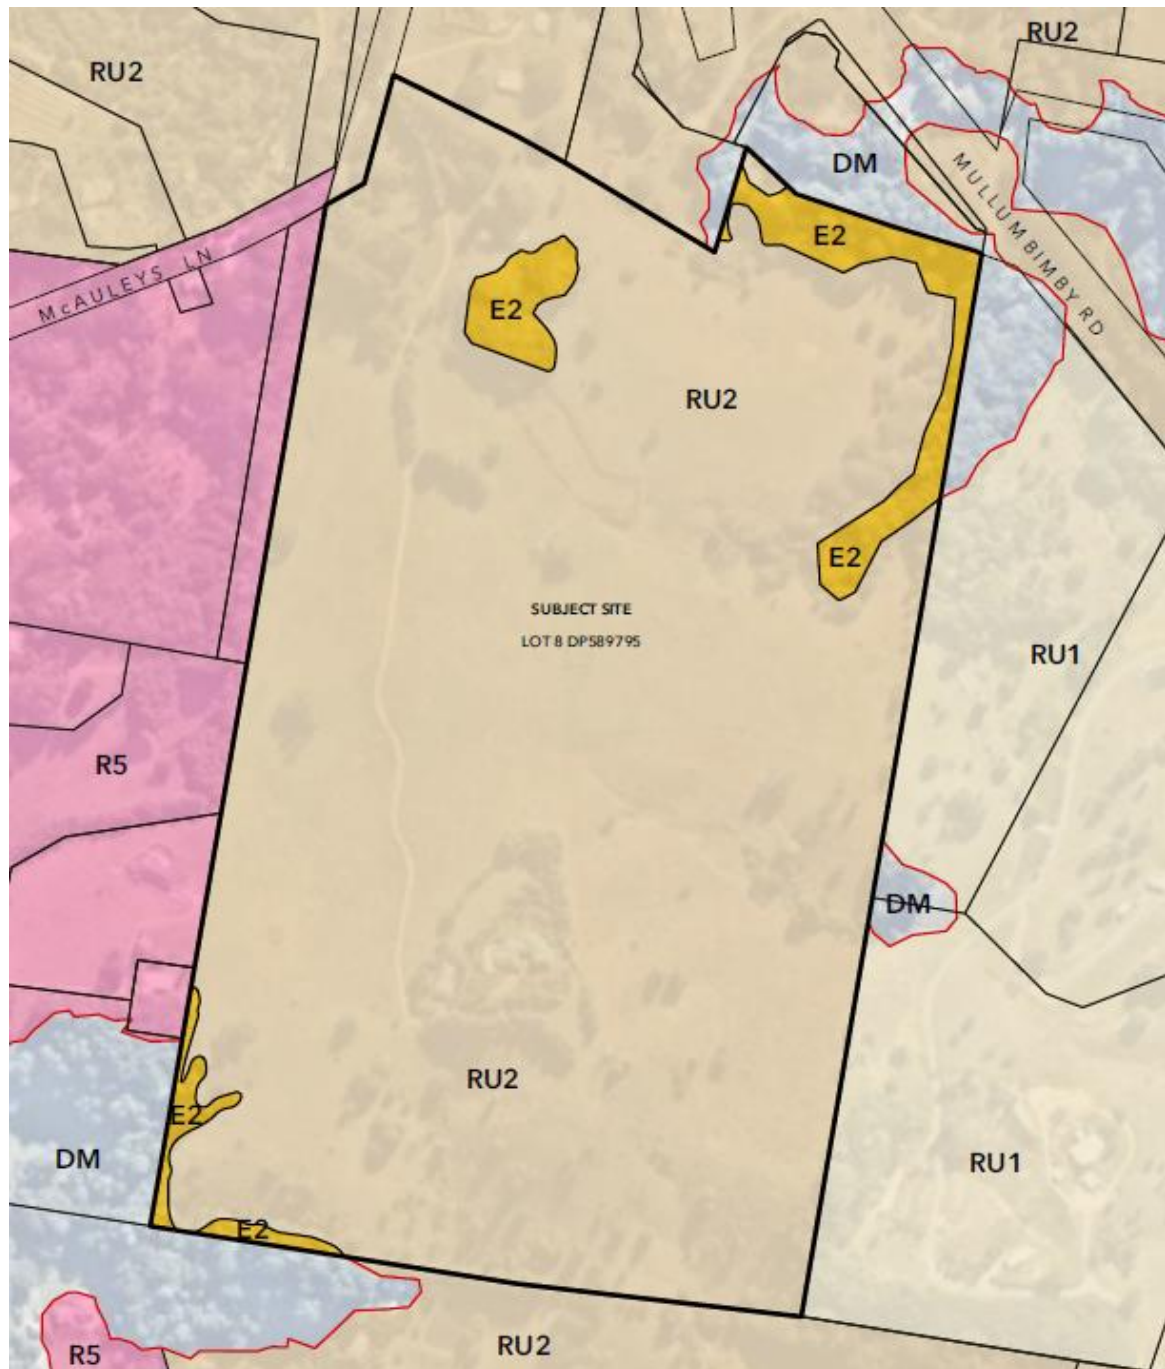 RU2
RU2
DM
MULLUMBIMBY RD
E2
McAULEYS LN
E2
RU2
E2
SUBJECT SITE
LOT 8 DP589795
RU1
R5
DM
RU2
E2
DM
RU1
E2
RU2
R5